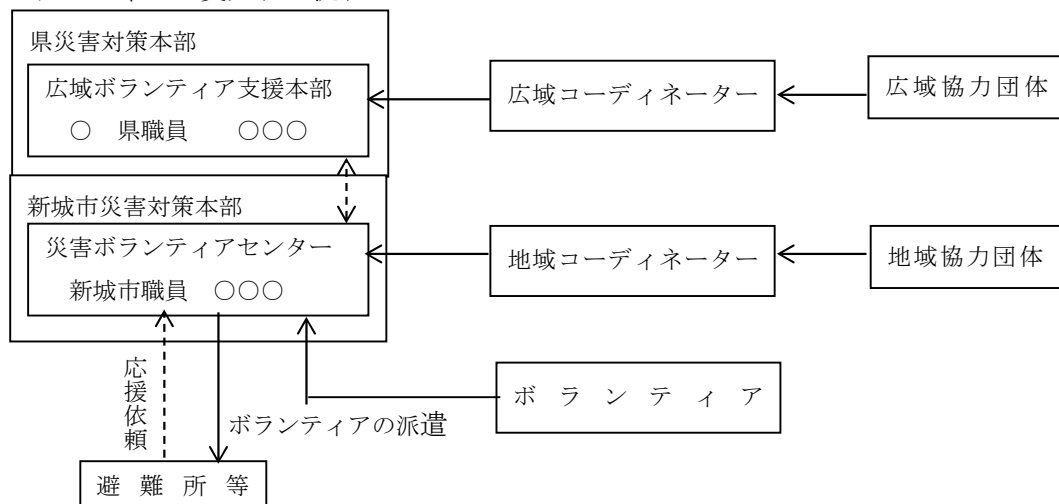 県災害対策本部
広域ボランティア支援本部
○ 県職員 ○○○
広域コーディネーター
広域協力団体
新城市災害対策本部
災害ボランティアセンター
新城市職員 ○○○
地域コーディネーター
地域協力団体
応援依頼
ボランティアの派遣
ボランティア
避難所等